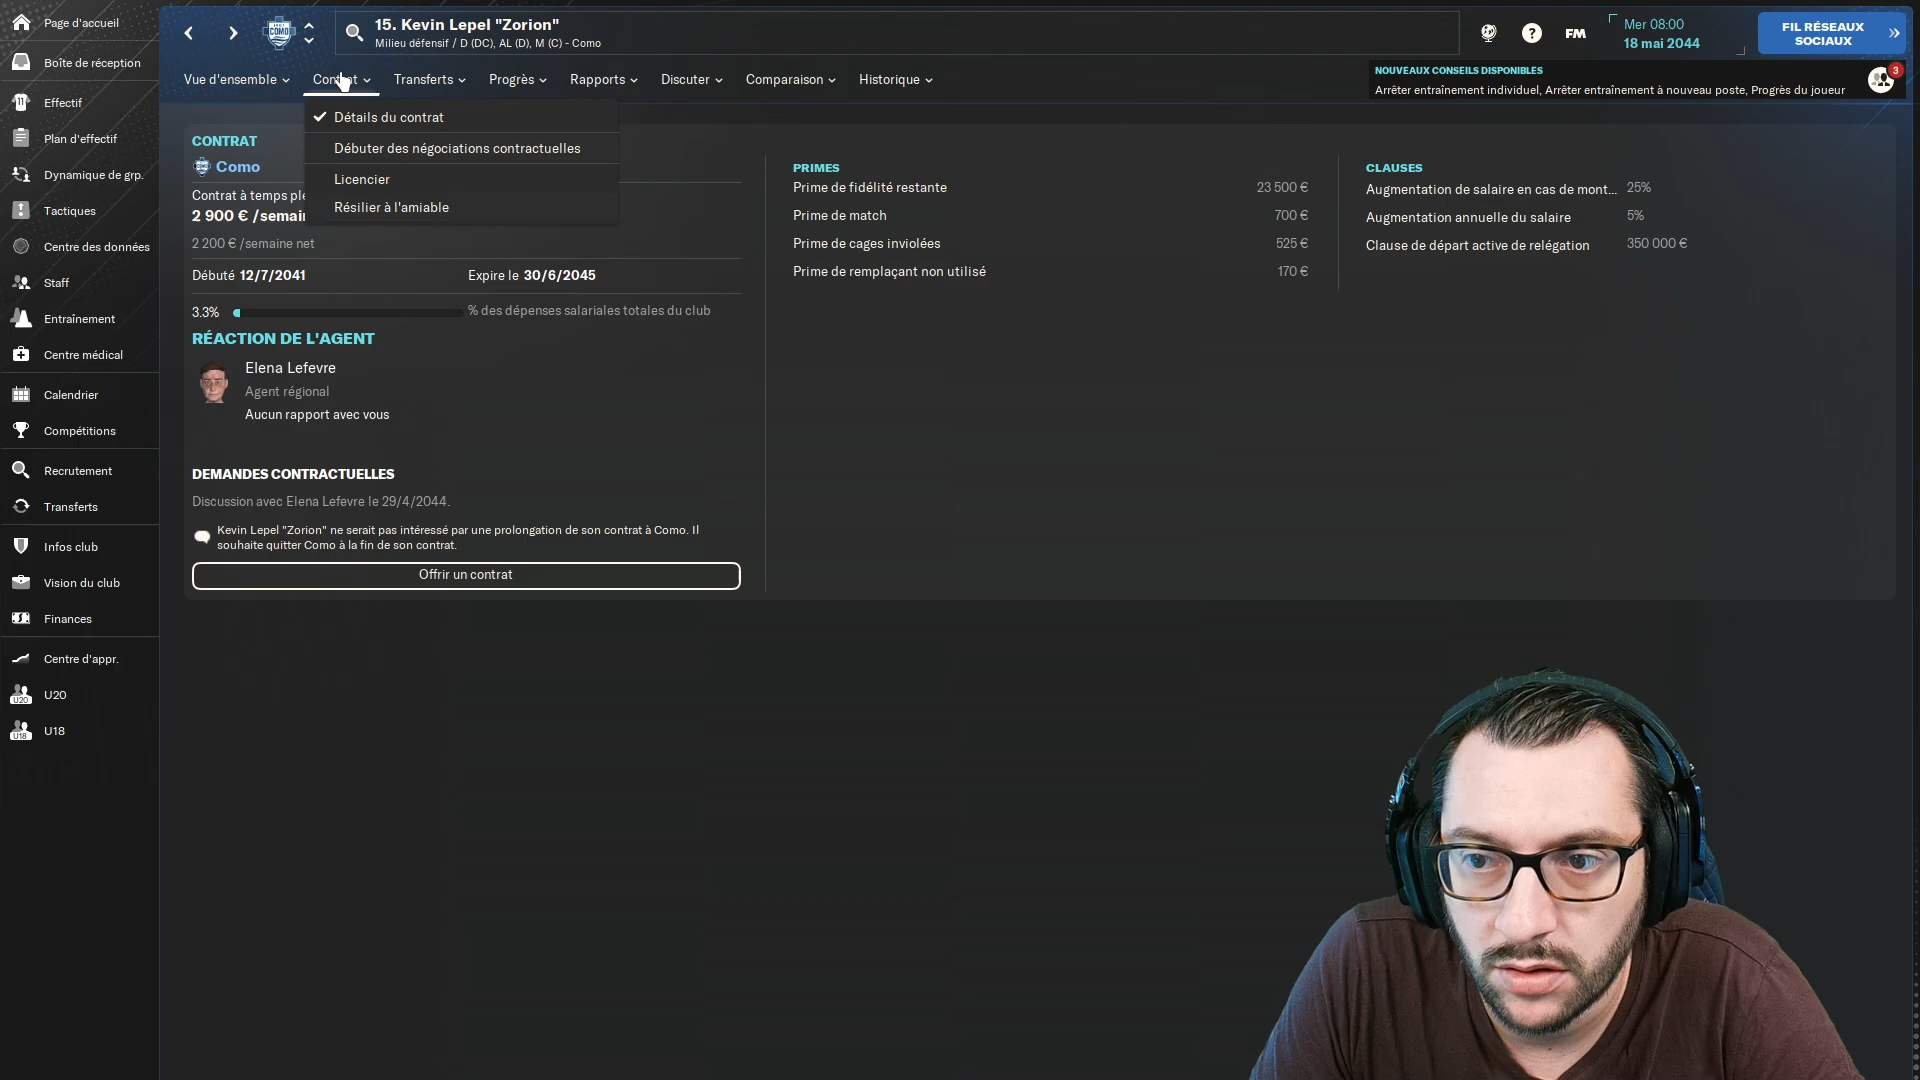 Page d'accueil
Boîte de réception
Effectif
Plan d'effectif
Dynamique de grp.
Tactiques
Centre des données
Staff
Entraînement
Centre médical
Calendrier
Compétitions
Recrutement
Transferts
Infos club
Vision du club
Finances
Centre d'appr.
U20
U18
15. Kevin Lepel "Zorion"
Milieu défensif / D (DC), AL (D), M (C) - Como
FM
Mer 08:00
18 mai 2044
FIL RÉSEAUX
SOCIAUX
Vue d'ensemble
Contrat
Transferts
Progrès
Rapports
Discuter
Comparaison
Historique
NOUVEAUX CONSEILS DISPONIBLES
Arrêter entraînement individuel, Arrêter entraînement à nouveau poste, Progrès du joueur
3
Détails du contrat
Débuter des négociations contractuelles
Licencier
Résilier à l'amiable
CONTRAT
Como
Contrat à temps ple
2 900 € /semai
2 200 € /semaine net
Débuté 12/7/2041
Expire le 30/6/2045
3.3%
% des dépenses salariales totales du club
RÉACTION DE L'AGENT
Elena Lefevre
Agent régional
Aucun rapport avec vous
DEMANDES CONTRACTUELLES
Discussion avec Elena Lefevre le 29/4/2044.
Kevin Lepel "Zorion" ne serait pas intéressé par une prolongation de son contrat à Como. Il
souhaite quitter Como à la fin de son contrat.
Offrir un contrat
PRIMES
Prime de fidélité restante 23 500 €
Prime de match 700 €
Prime de cages inviolées 525 €
Prime de remplaçant non utilisé 170 €
CLAUSES
Augmentation de salaire en cas de mont... 25%
Augmentation annuelle du salaire 5%
Clause de départ active de relégation 350 000 €